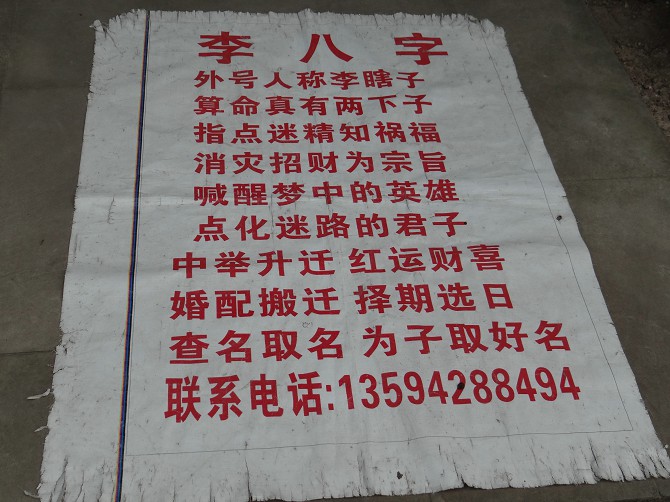 李八字
外号人称李瞎子
算命真有两下子
指点迷精知祸福
消灾招财为宗旨
喊醒梦中的英雄
点化迷路的君子
中举升迁 红运财喜
婚配搬迁 择期选日
查名取名 为子取好名
联系电话:13594288494